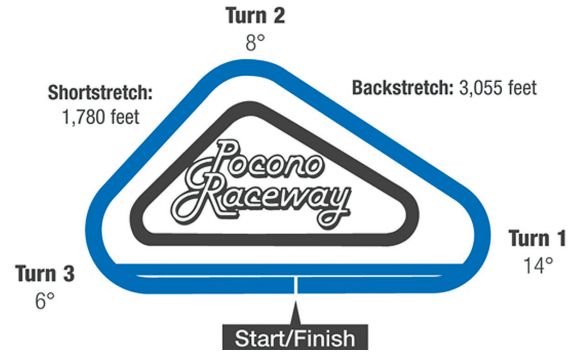 Turn 2
8°
Shortstretch:
1,780 feet
Backstretch: 3,055 feet
Pocono
Raceway
Turn 1
14°
Turn 3
6°
Start/Finish